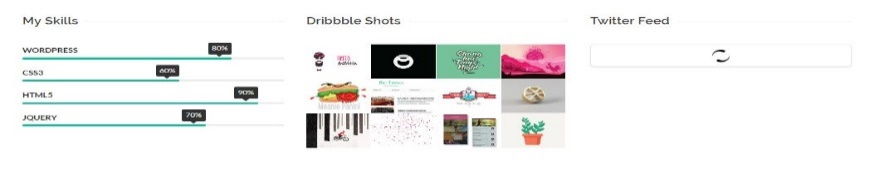 My Skills
WORDPRESS
80%
CSS3
60%
HTML5
90%
JQUERY
70%
Dribbble Shots
Twitter Feed